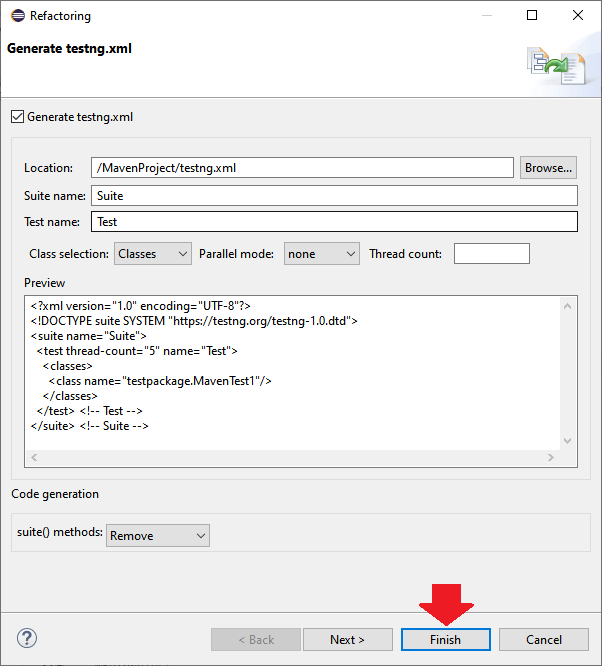 Refactoring
Generate testng.xml
Generate testng.xml
Location: /MavenProject/testng.xml Browse...
Suite name: Suite
Test name: Test
Class selection: Classes Parallel mode: none Thread count:
Preview
<?xml version="1.0" encoding="UTF-8"?>
<!DOCTYPE suite SYSTEM "https://testng.org/testng-1.0.dtd">
<suite name="Suite">
  <test thread-count="5" name="Test">
    <classes>
      <class name="testpackage.MavenTest1"/>
    </classes>
  </test> <!-- Test -->
</suite> <!-- Suite -->
Code generation
suite() methods: Remove
? < Back Next > Finish Cancel